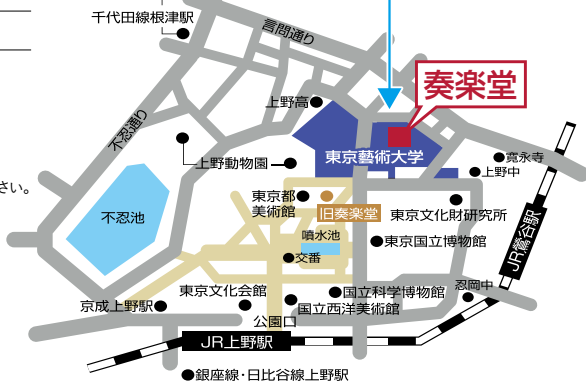 千代田線根津駅
言問通り
奏楽堂
上野高
不忍通り
さい。
上野動物園
東京藝術大学
寛永寺
上野中
東京都
美術館
旧奏楽堂
東京文化財研究所
不忍池
噴水池
東京国立博物館
交番
JR鶯谷駅
東京文化会館
国立科学博物館
忍岡中
京成上野駅
国立西洋美術館
公園口
JR上野駅
銀座線・日比谷線上野駅